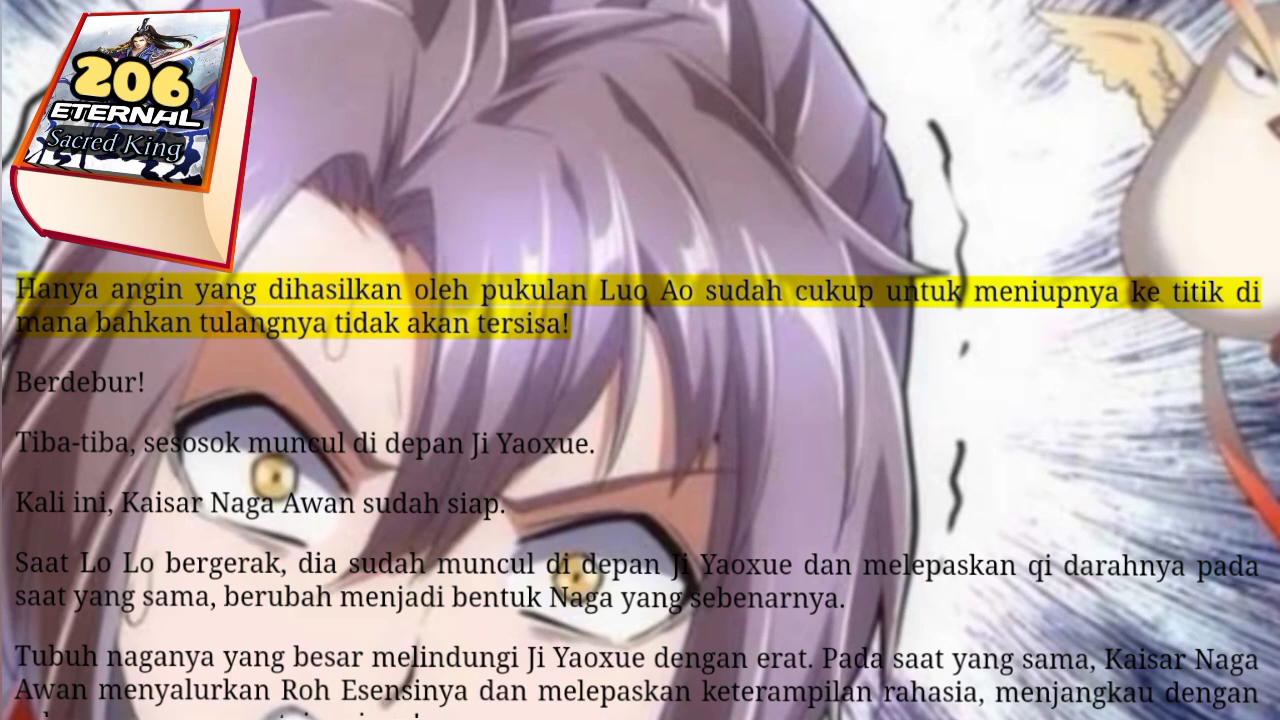 206
ETERNAL
Sacred King
Hanya angin yang dihasilkan oleh pukulan Luo Ao sudah cukup untuk meniupnya ke titik di
mana bahkan tulangnya tidak akan tersisa!
Berdebur!
Tiba-tiba, sesosok muncul di depan Ji Yaoxue.
Kali ini, Kaisar Naga Awan sudah siap.
Saat Lo Lo bergerak, dia sudah muncul di depan Ji Yaoxue dan melepaskan qi darahnya pada
saat yang sama, berubah menjadi bentuk Naga yang sebenarnya.
Tubuh naganya yang besar melindungi Ji Yaoxue dengan erat. Pada saat yang sama, Kaisar Naga
Awan menyalurkan Roh Esensinya dan melepaskan keterampilan rahasia, menjangkau dengan